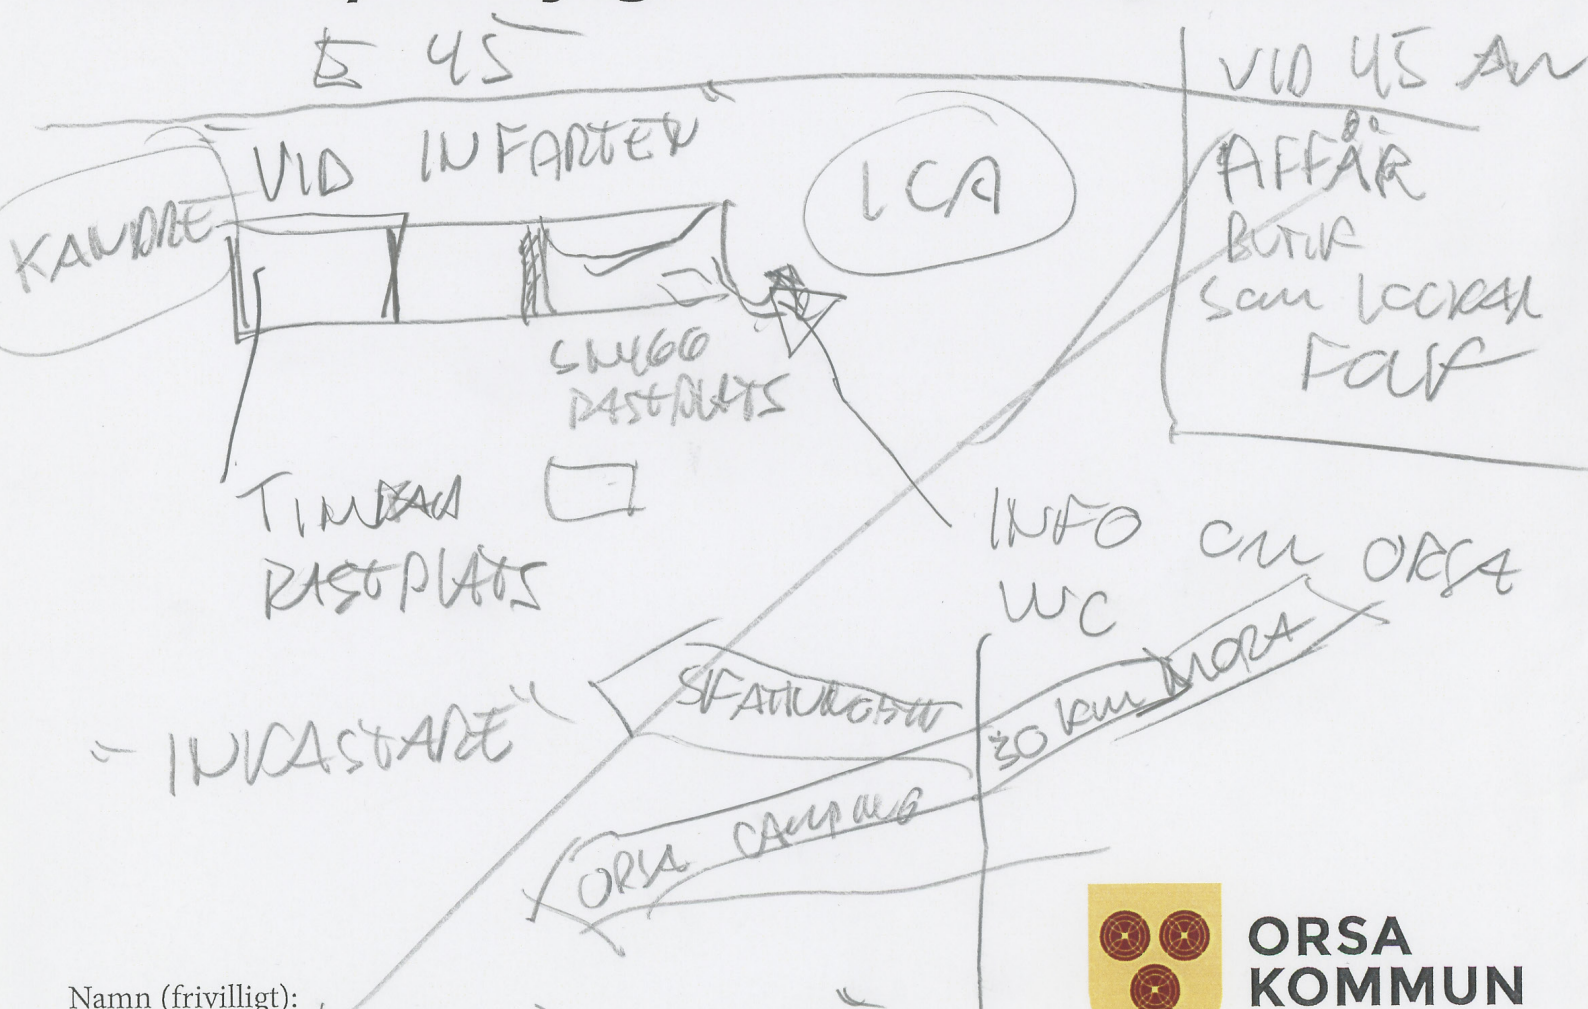 E 45
VID 45 AN
AFFÄR
BUTIK
SOM LOCKAR
FOLK
"VID INFARTEN"
ICA
KANDRE
SNYGG
RASTPLATS
TIMRAD
RASTPLATS
INFO OM ORSA
WC
"INKASTARE"
30 km MORA
ORSA CAMPING
Namn (frivilligt):
ORSA
KOMMUN